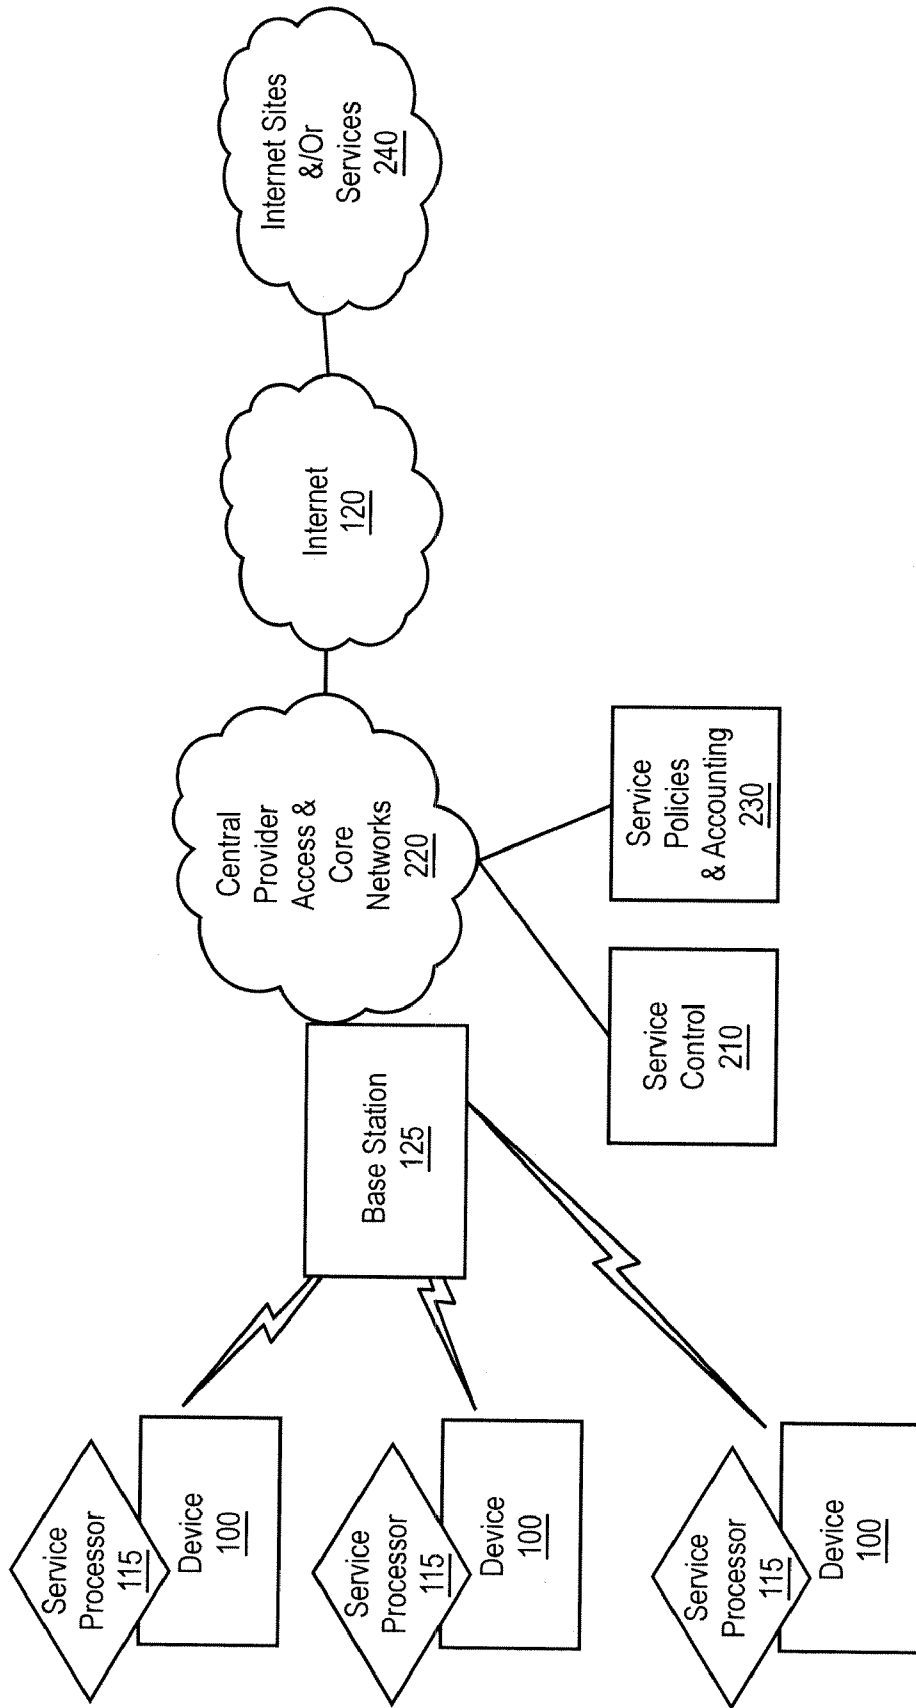 Service
Processor
115
Device
100
Service
Processor
115
Device
100
Service
Processor
115
Device
100
Base Station
125
Central
Provider
Access &
Core
Networks
220
Service
Control
210
Service
Policies
& Accounting
230
Internet
120
Internet Sites
&/Or
Services
240